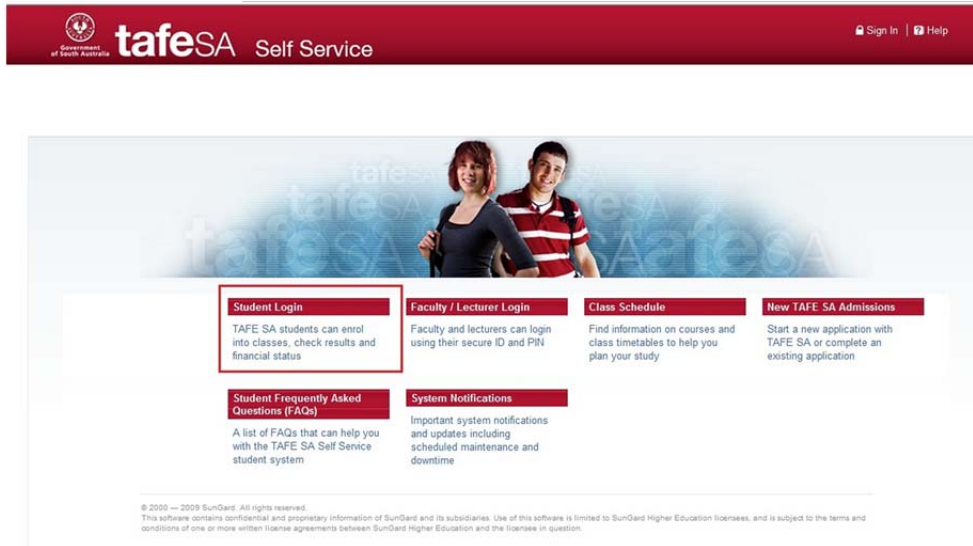 Government
of South Australia
tafeSA Self Service
Sign In | Help
tafeSA
tafeSA
tafeSA
Student Login
TAFE SA students can enrol
into classes, check results and
financial status
Faculty / Lecturer Login
Faculty and lecturers can login
using their secure ID and PIN
Class Schedule
Find information on courses and
class timetables to help you
plan your study
New TAFE SA Admissions
Start a new application with
TAFE SA or complete an
existing application
Student Frequently Asked
Questions (FAQs)
A list of FAQs that can help you
with the TAFE SA Self Service
student system
System Notifications
Important system notifications
and updates including
scheduled maintenance and
downtime
© 2000 — 2009 SunGard. All rights reserved.
This software contains confidential and proprietary information of SunGard and its subsidiaries. Use of this software is limited to SunGard Higher Education licensees, and is subject to the terms and
conditions of one or more written license agreements between SunGard Higher Education and the licensee in question.